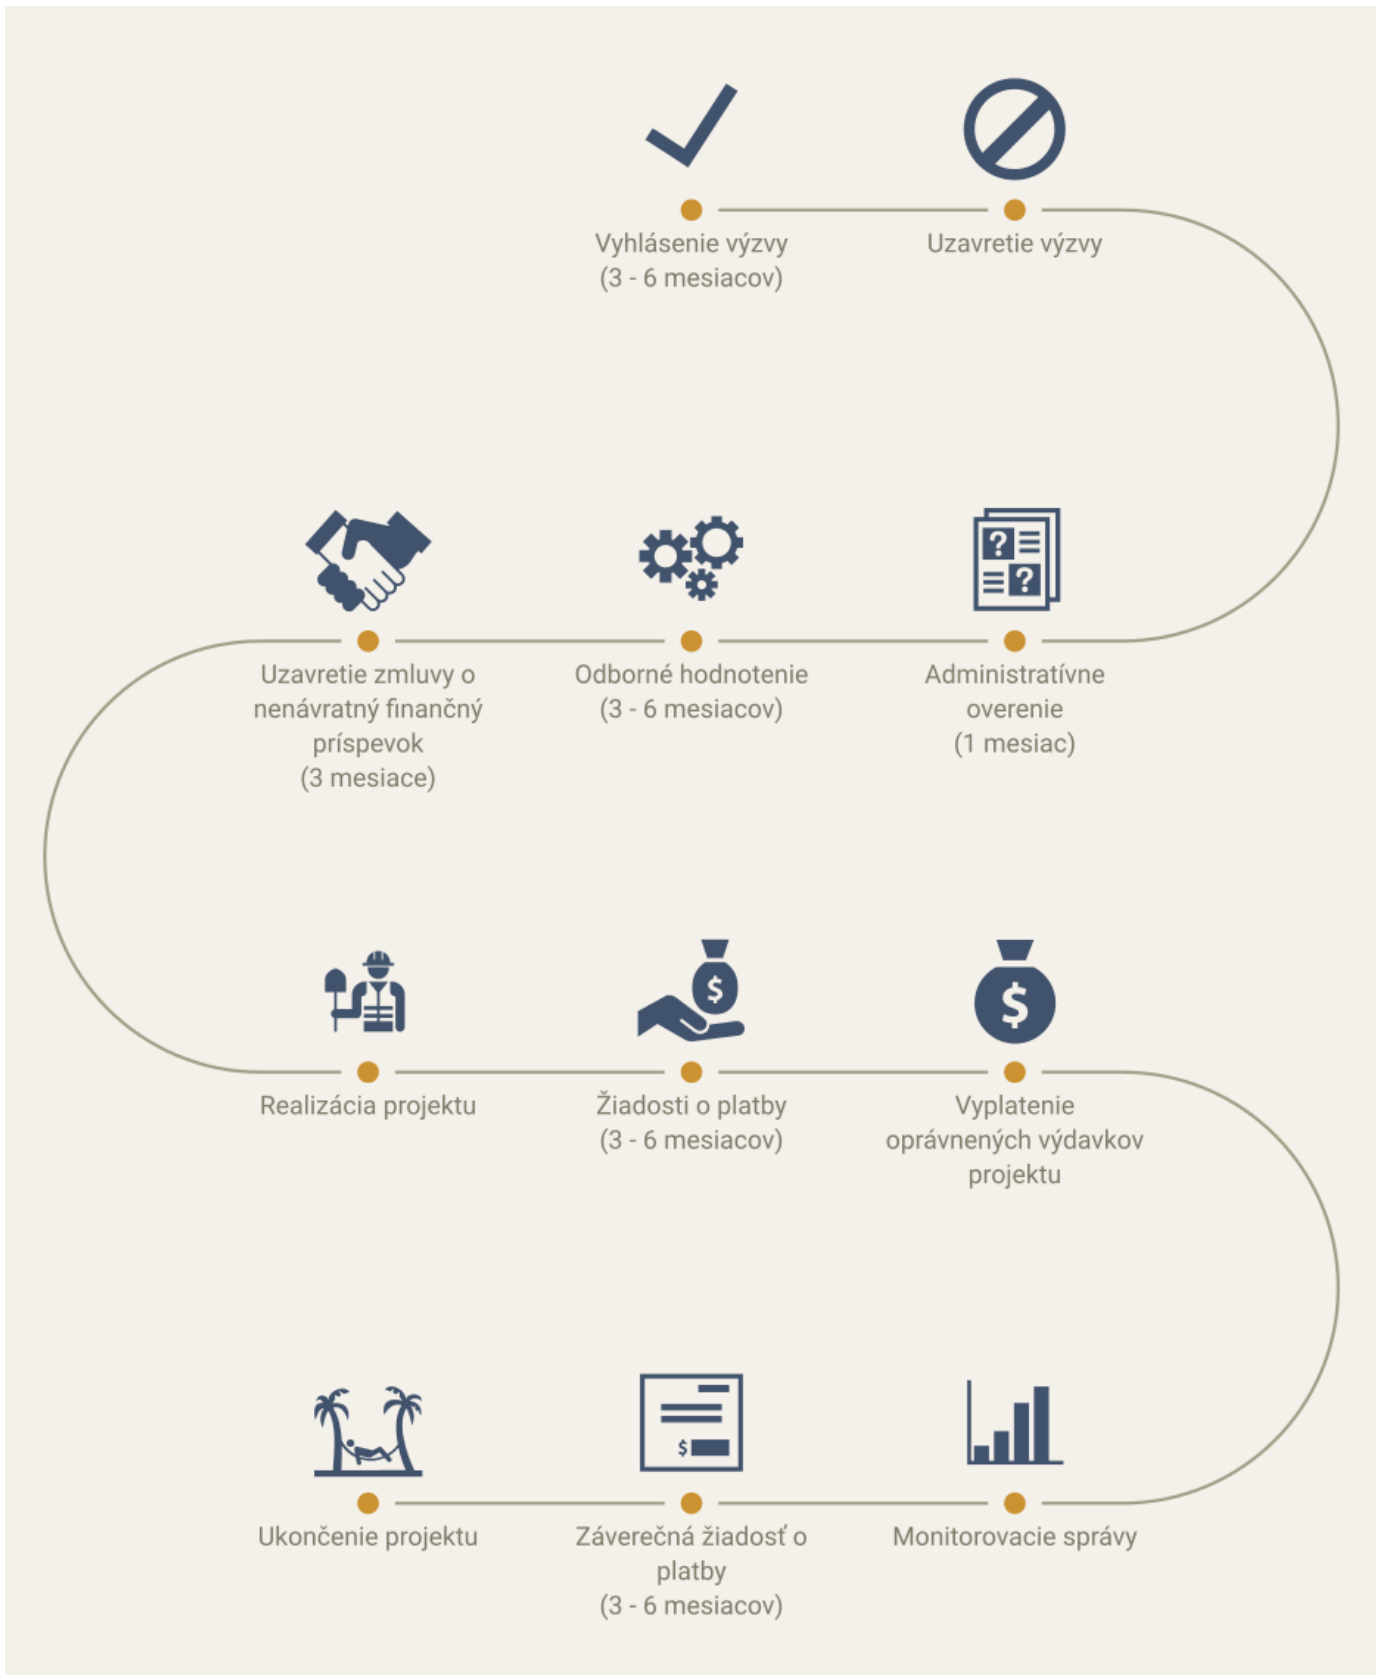 Vyhlásenie výzvy
(3 - 6 mesiacov)
Uzavretie výzvy
Uzavretie zmluvy o
nenávratný finančný
príspevok
(3 mesiace)
Odborné hodnotenie
(3 - 6 mesiacov)
? ?
Administratívne
overenie
(1 mesiac)
Realizácia projektu
$
Žiadosti o platby
(3 - 6 mesiacov)
$
Vyplatenie
oprávnených výdavkov
projektu
Ukončenie projektu
$
Záverečná žiadosť o
platby
(3 - 6 mesiacov)
Monitorovacie správy